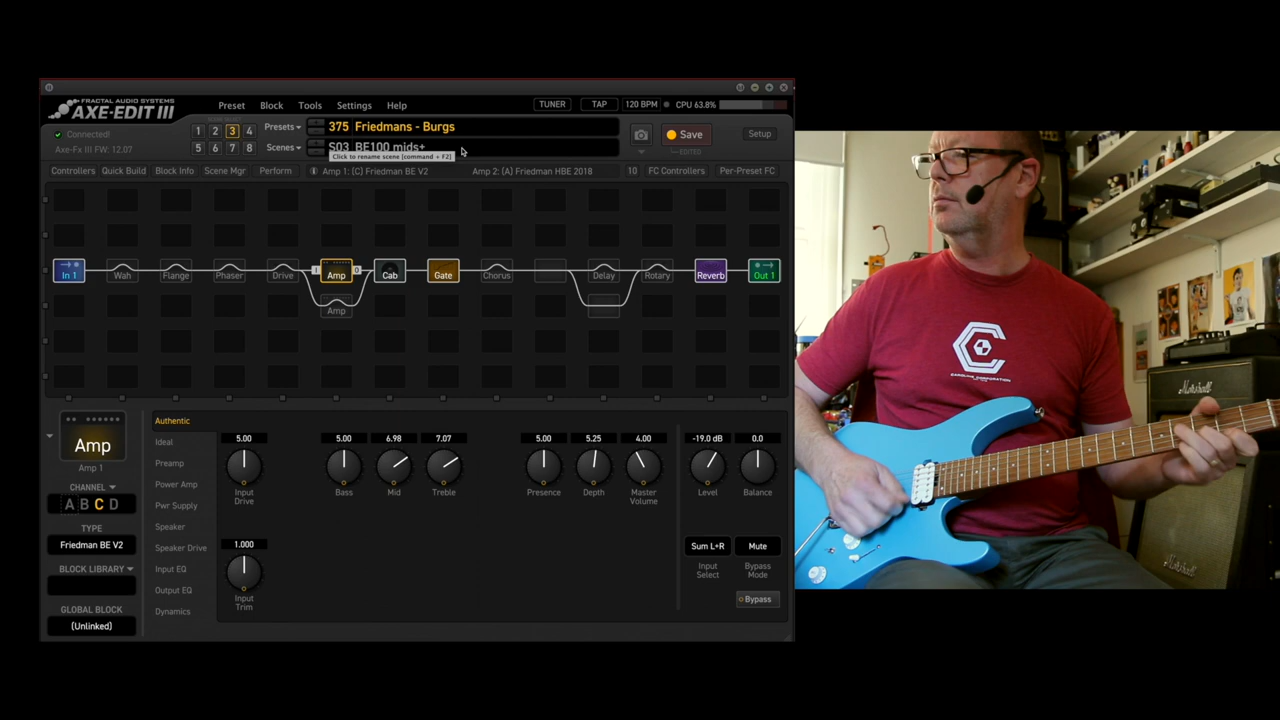 FRACTAL AUDIO SYSTEMS
AXE-EDIT III
Preset Block Tools Settings Help
TUNER TAP 120 BPM CPU 63.8%
Connected!
Axe-Fx III FW: 12.07
1 2 3 4
5 6 7 8
Presets
375 Friedmans - Burgs
Scenes
S03 BE100 mids+
Click to rename scene [command + F2]
Save
EDITED
Setup
Controllers Quick Build Block Info Scene Mgr Perform
Amp 1: (C) Friedman BE V2 Amp 2: (A) Friedman HBE 2018
10 FC Controllers Per-Preset FC
In 1 Wah Flange Phaser Drive Amp Cab Gate Chorus Delay Rotary Reverb Out 1
Amp
Amp
Amp 1
CHANNEL
A B C D
TYPE
Friedman BE V2
BLOCK LIBRARY
GLOBAL BLOCK
(Unlinked)
Authentic
Ideal
Preamp
Power Amp
Pwr Supply
Speaker
Speaker Drive
Input EQ
Output EQ
Dynamics
5.00 5.00 6.98 7.07 5.00 5.25 4.00 -19.0 dB 0.0
Input Drive Bass Mid Treble Presence Depth Master Volume Level Balance
1.000
Input Trim
Sum L+R Mute
Input Select Bypass Mode
Bypass
CAROLINE CORPORATION
Marshall
Marshall